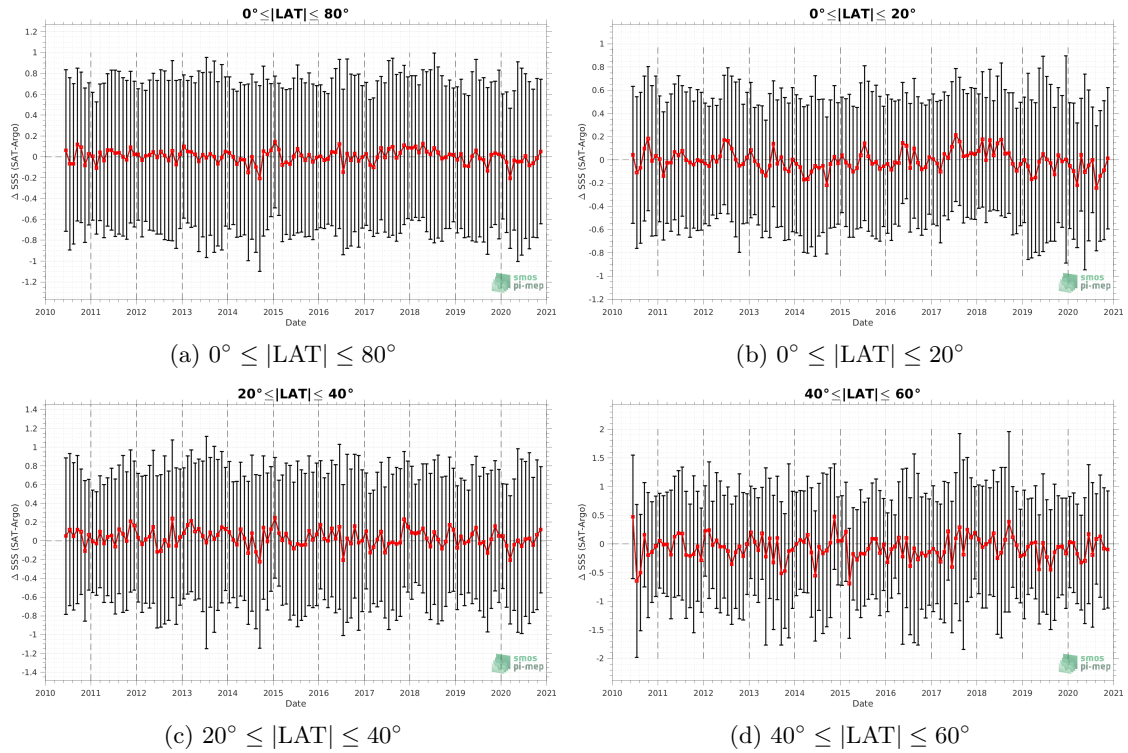 0°≤|LAT|≤ 80°
1.2
1
0.8
0.6
0.4
0.2
0
-0.2
-0.4
-0.6
-0.8
-1
-1.2
Δ SSS (SAT-Argo)
2010 2011 2012 2013 2014 2015 2016 2017 2018 2019 2020 2021
Date
smos
pi-mep
(a) 0° ≤ |LAT| ≤ 80°
0°≤|LAT|≤ 20°
1
0.8
0.6
0.4
0.2
0
-0.2
-0.4
-0.6
-0.8
-1
-1.2
Δ SSS (SAT-Argo)
2010 2011 2012 2013 2014 2015 2016 2017 2018 2019 2020 2021
Date
smos
pi-mep
(b) 0° ≤ |LAT| ≤ 20°
20°≤|LAT|≤ 40°
1.4
1.2
1
0.8
0.6
0.4
0.2
0
-0.2
-0.4
-0.6
-0.8
-1
-1.2
-1.4
Δ SSS (SAT-Argo)
2010 2011 2012 2013 2014 2015 2016 2017 2018 2019 2020 2021
Date
smos
pi-mep
(c) 20° ≤ |LAT| ≤ 40°
40°≤|LAT|≤ 60°
2
1.5
1
0.5
0
-0.5
-1
-1.5
-2
Δ SSS (SAT-Argo)
2010 2011 2012 2013 2014 2015 2016 2017 2018 2019 2020 2021
Date
smos
pi-mep
(d) 40° ≤ |LAT| ≤ 60°